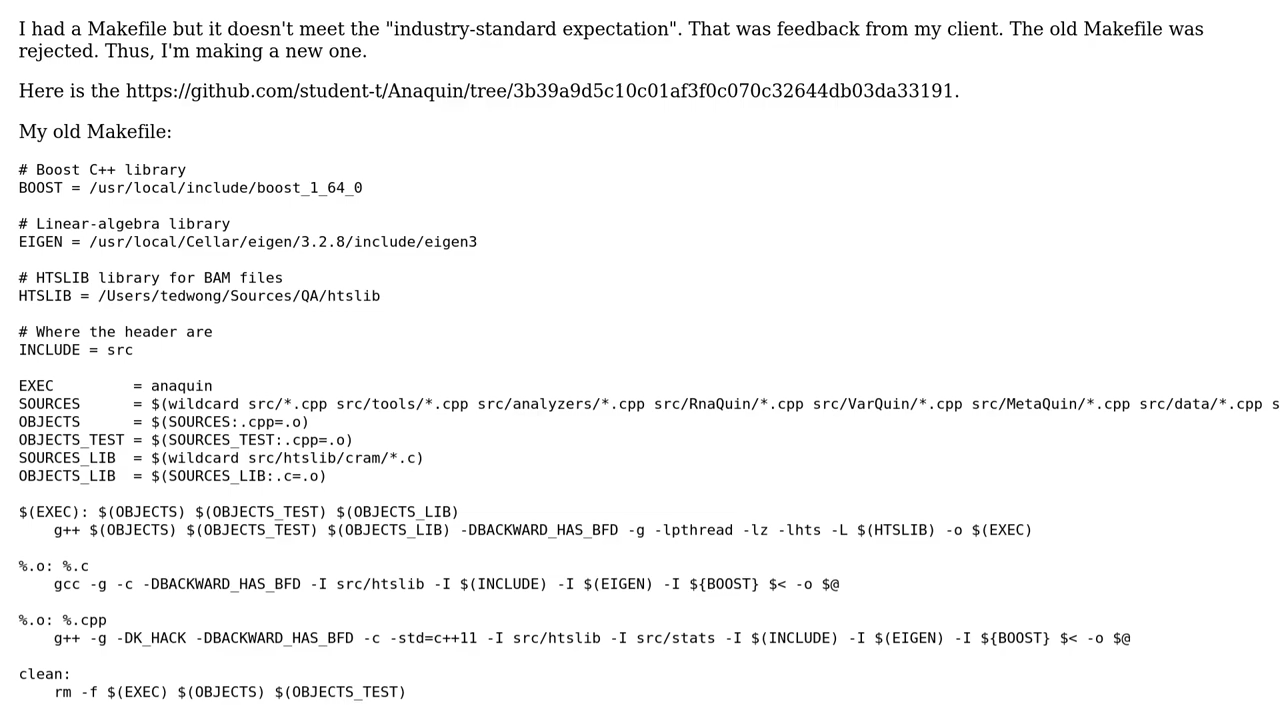 I had a Makefile but it doesn't meet the "industry-standard expectation". That was feedback from my client. The old Makefile was
rejected. Thus, I'm making a new one.
Here is the https://github.com/student-t/Anaquin/tree/3b39a9d5c10c01af3f0c070c32644db03da33191.
My old Makefile:
# Boost C++ library
BOOST = /usr/local/include/boost_1_64_0
# Linear-algebra library
EIGEN = /usr/local/Cellar/eigen/3.2.8/include/eigen3
# HTSLIB library for BAM files
HTSLIB = /Users/tedwong/Sources/QA/htslib
# Where the header are
INCLUDE = src
EXEC         = anaquin
SOURCES      = $(wildcard src/*.cpp src/tools/*.cpp src/analyzers/*.cpp src/RnaQuin/*.cpp src/VarQuin/*.cpp src/MetaQuin/*.cpp src/data/*.cpp s
OBJECTS      = $(SOURCES:.cpp=.o)
OBJECTS_TEST = $(SOURCES_TEST:.cpp=.o)
SOURCES_LIB  = $(wildcard src/htslib/cram/*.c)
OBJECTS_LIB  = $(SOURCES_LIB:.c=.o)
$(EXEC): $(OBJECTS) $(OBJECTS_TEST) $(OBJECTS_LIB)
    g++ $(OBJECTS) $(OBJECTS_TEST) $(OBJECTS_LIB) -DBACKWARD_HAS_BFD -g -lpthread -lz -lhts -L $(HTSLIB) -o $(EXEC)
%.o: %.c
    gcc -g -c -DBACKWARD_HAS_BFD -I src/htslib -I $(INCLUDE) -I $(EIGEN) -I ${BOOST} $< -o $@
%.o: %.cpp
    g++ -g -DK_HACK -DBACKWARD_HAS_BFD -c -std=c++11 -I src/htslib -I src/stats -I $(INCLUDE) -I $(EIGEN) -I ${BOOST} $< -o $@
clean:
    rm -f $(EXEC) $(OBJECTS) $(OBJECTS_TEST)